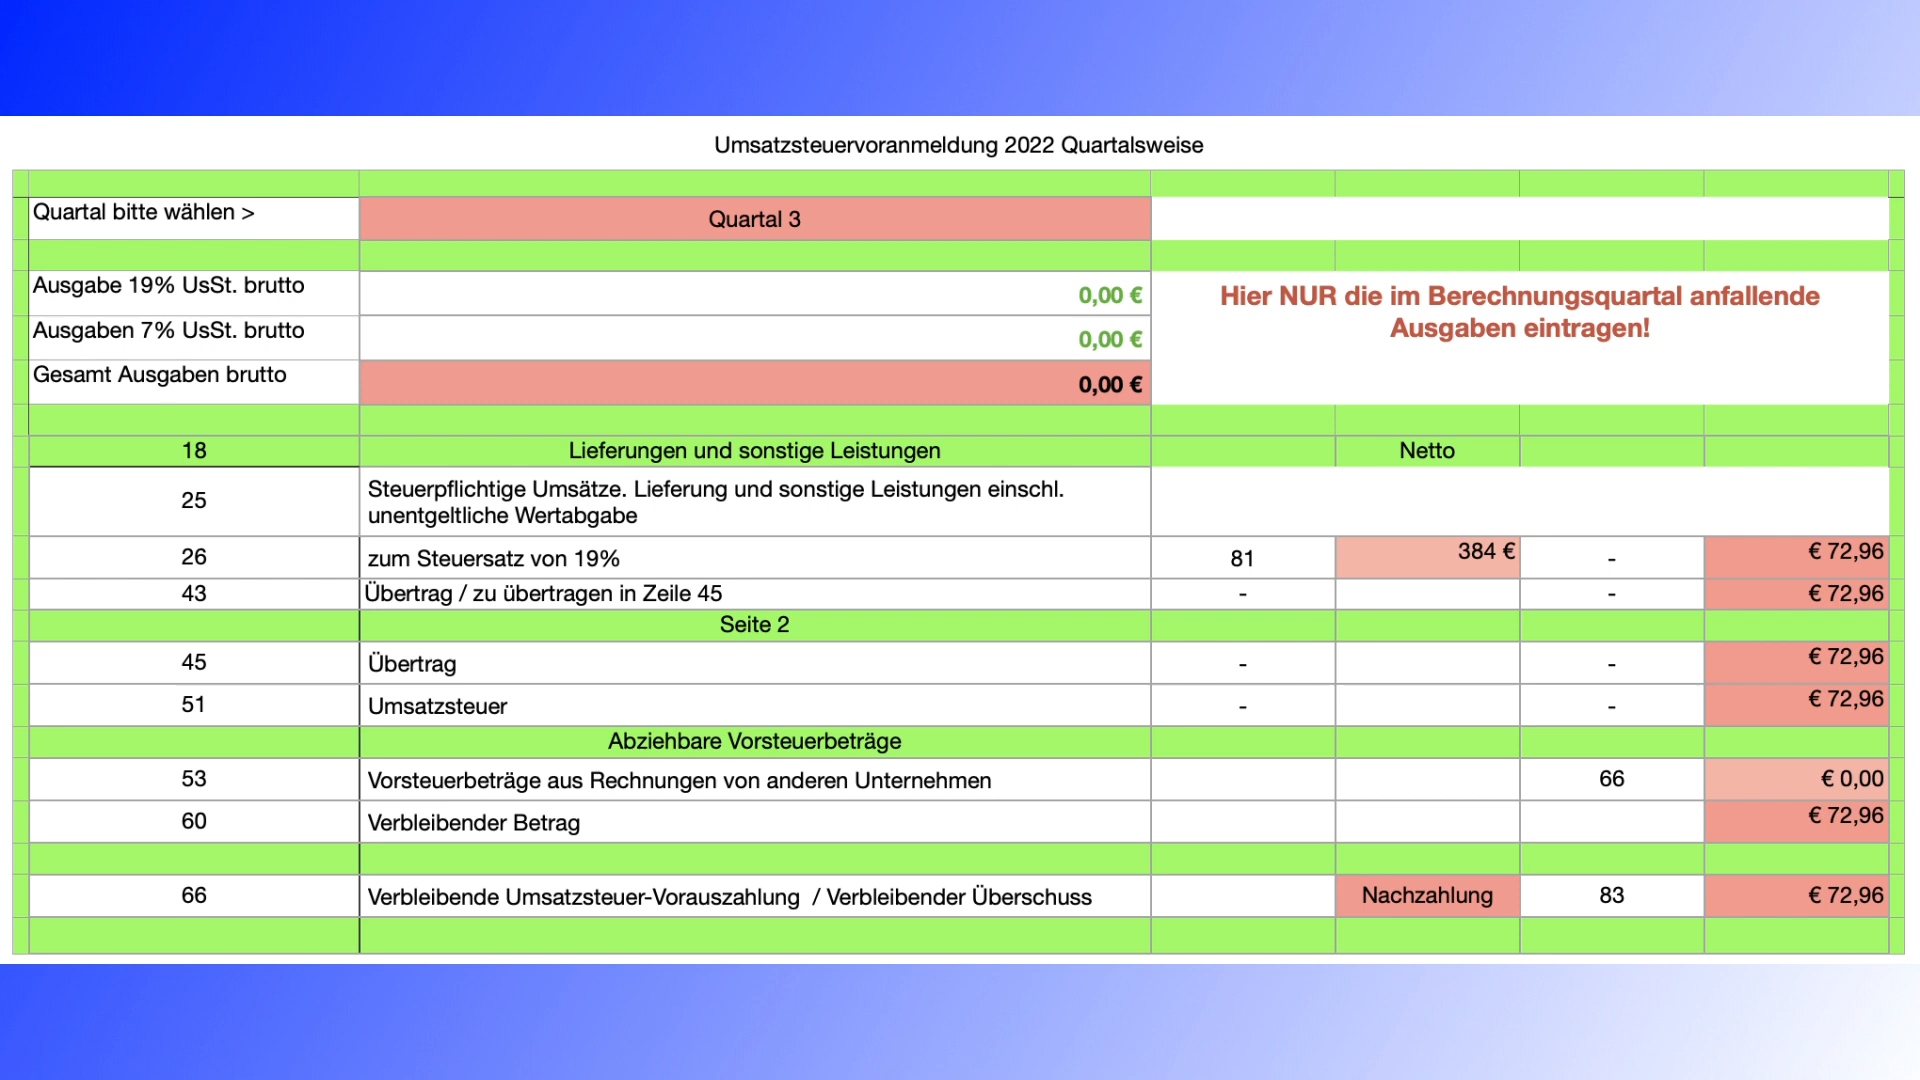 Umsatzsteuervoranmeldung 2022 Quartalsweise
Quartal bitte wählen > Quartal 3
Ausgabe 19% UsSt. brutto 0,00 €
Ausgaben 7% UsSt. brutto 0,00 €
Gesamt Ausgaben brutto 0,00 €
Hier NUR die im Berechnungsquartal anfallende
Ausgaben eintragen!
18 Lieferungen und sonstige Leistungen Netto
25 Steuerpflichtige Umsätze. Lieferung und sonstige Leistungen einschl.
unentgeltliche Wertabgabe
26 zum Steuersatz von 19% 81 384 € - € 72,96
43 Übertrag / zu übertragen in Zeile 45 - - € 72,96
Seite 2
45 Übertrag - - € 72,96
51 Umsatzsteuer - - € 72,96
Abziehbare Vorsteuerbeträge
53 Vorsteuerbeträge aus Rechnungen von anderen Unternehmen 66 € 0,00
60 Verbleibender Betrag € 72,96
66 Verbleibende Umsatzsteuer-Vorauszahlung / Verbleibender Überschuss Nachzahlung 83 € 72,96